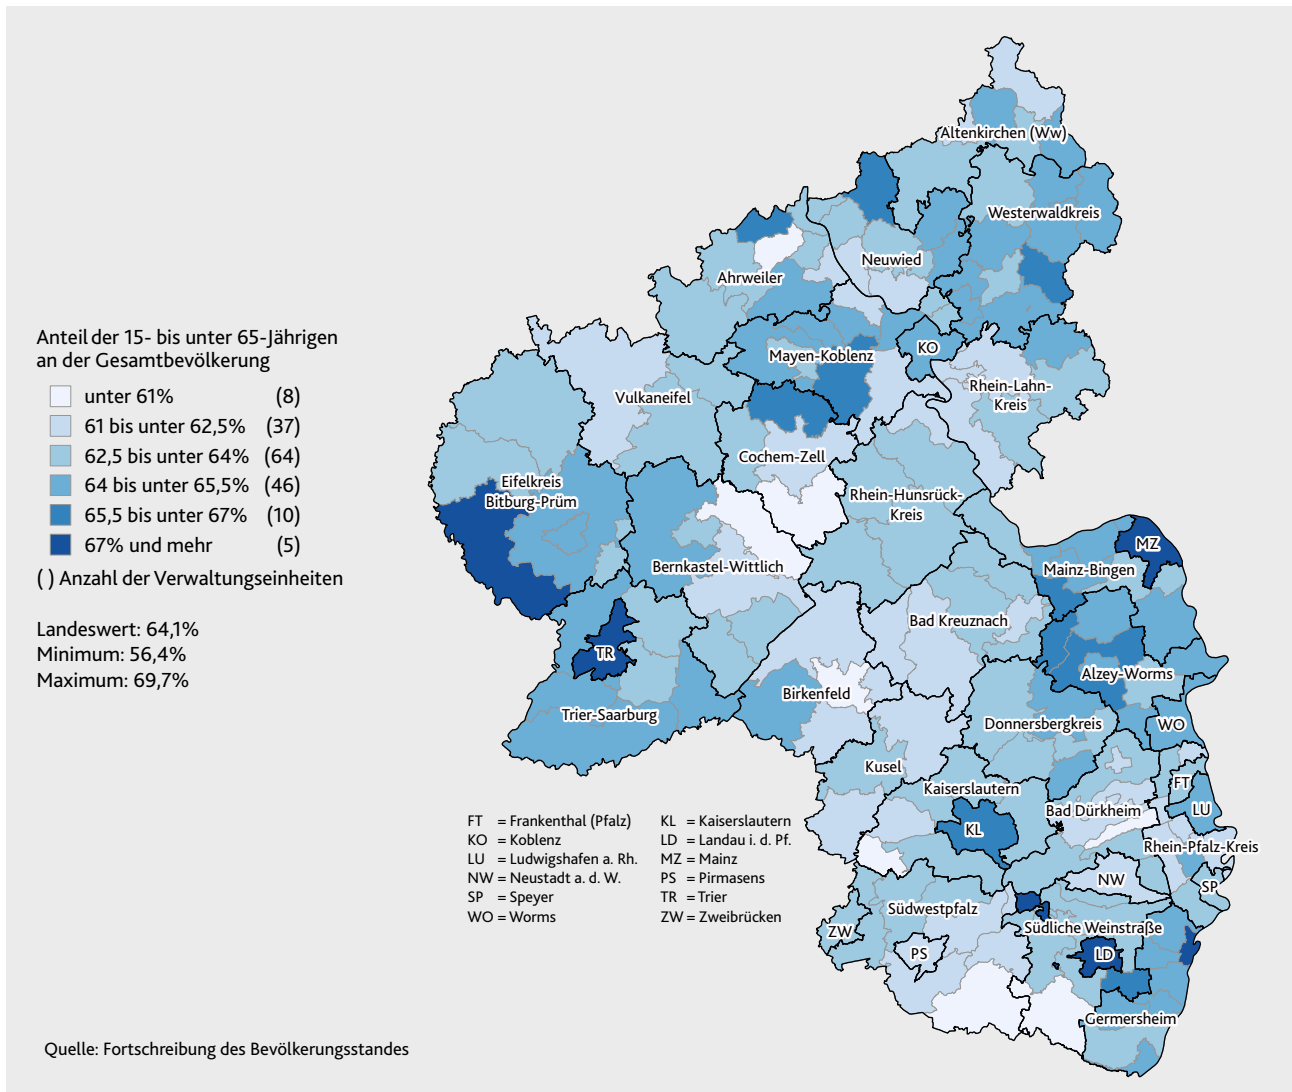 Altenkirchen (Ww)
Westerwaldkreis
Neuwied
Ahrweiler
Mayen-Koblenz
KO
Rhein-Lahn-
Kreis
Vulkaneifel
Cochem-Zell
Eifelkreis
Bitburg-Prüm
Rhein-Hunsrück-
Kreis
Bernkastel-Wittlich
MZ
Mainz-Bingen
Bad Kreuznach
TR
Alzey-Worms
Birkenfeld
Trier-Saarburg
Donnersbergkreis
WO
Kusel
Kaiserslautern
FT
Bad Dürkheim
LU
KL
Rhein-Pfalz-Kreis
NW
SP
Südwestpfalz
Südliche Weinstraße
ZW
PS
LD
Germersheim
Anteil der 15- bis unter 65-Jährigen
an der Gesamtbevölkerung
unter 61% (8)
61 bis unter 62,5% (37)
62,5 bis unter 64% (64)
64 bis unter 65,5% (46)
65,5 bis unter 67% (10)
67% und mehr (5)
( ) Anzahl der Verwaltungseinheiten
Landeswert: 64,1%
Minimum: 56,4%
Maximum: 69,7%
FT = Frankenthal (Pfalz) KL = Kaiserslautern
KO = Koblenz LD = Landau i. d. Pf.
LU = Ludwigshafen a. Rh. MZ = Mainz
NW = Neustadt a. d. W. PS = Pirmasens
SP = Speyer TR = Trier
WO = Worms ZW = Zweibrücken
Quelle: Fortschreibung des Bevölkerungsstandes